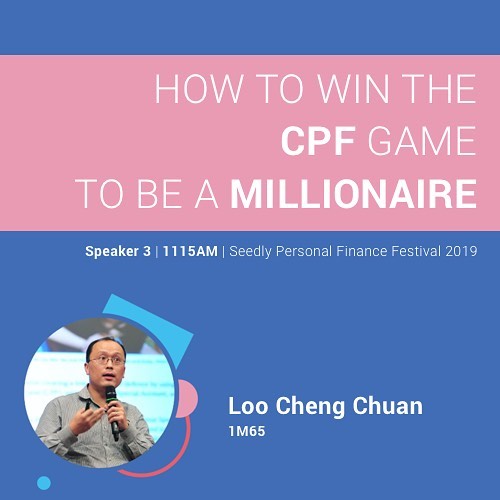 HOW TO WIN THE
CPF GAME
TO BE A MILLIONAIRE
Speaker 3 | 1115AM | Seedly Personal Finance Festival 2019
Loo Cheng Chuan
1M65